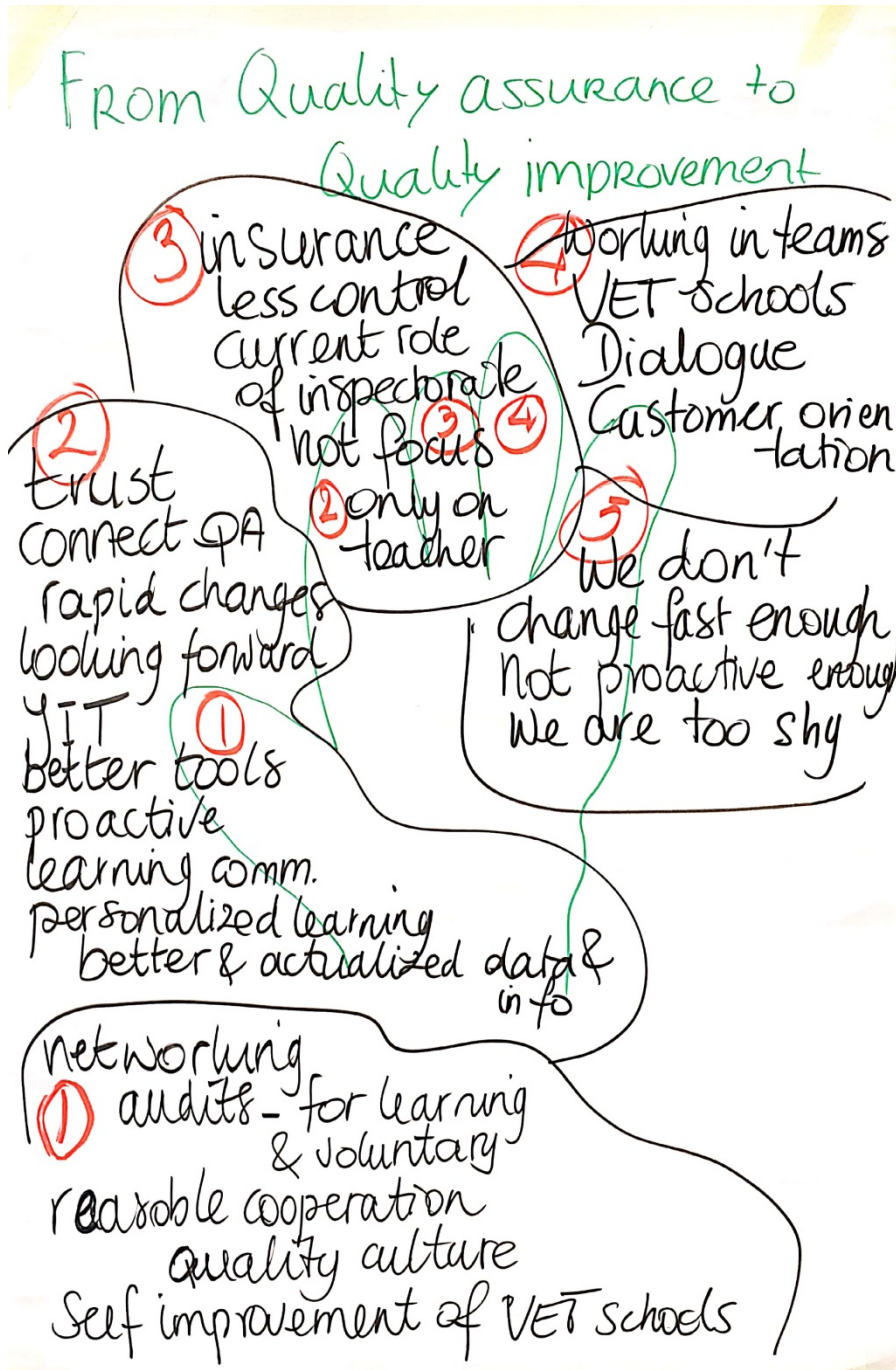 From Quality assurance to
Quality improvement
3 insurance
less control
current role
of inspectorate
not focus
only on
teacher
3
4
2
4 Working in teams
VET schools
Dialogue
Customer orien
-tation
2
trust
connect QA
rapid changes
looking forward
JIT
better tools
proactive
learning comm.
personalized learning
better & actualized data &
info
1
5
We don't
change fast enough
Not proactive enough
We are too shy
networking
1 audits - for learning
& voluntary
reasoble cooperation
quality culture
Self improvement of VET schools